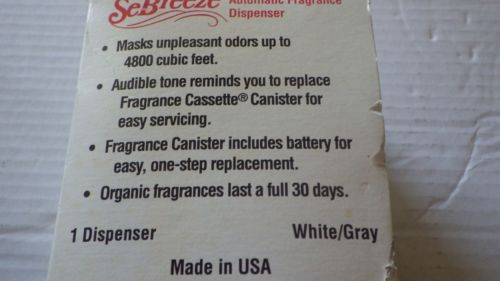 SeBreeze Automatic Fragrance
Dispenser
• Masks unpleasant odors up to
4800 cubic feet.
• Audible tone reminds you to replace
Fragrance Cassette® Canister for
easy servicing.
• Fragrance Canister includes battery for
easy, one-step replacement.
• Organic fragrances last a full 30 days.
1 Dispenser White/Gray
Made in USA